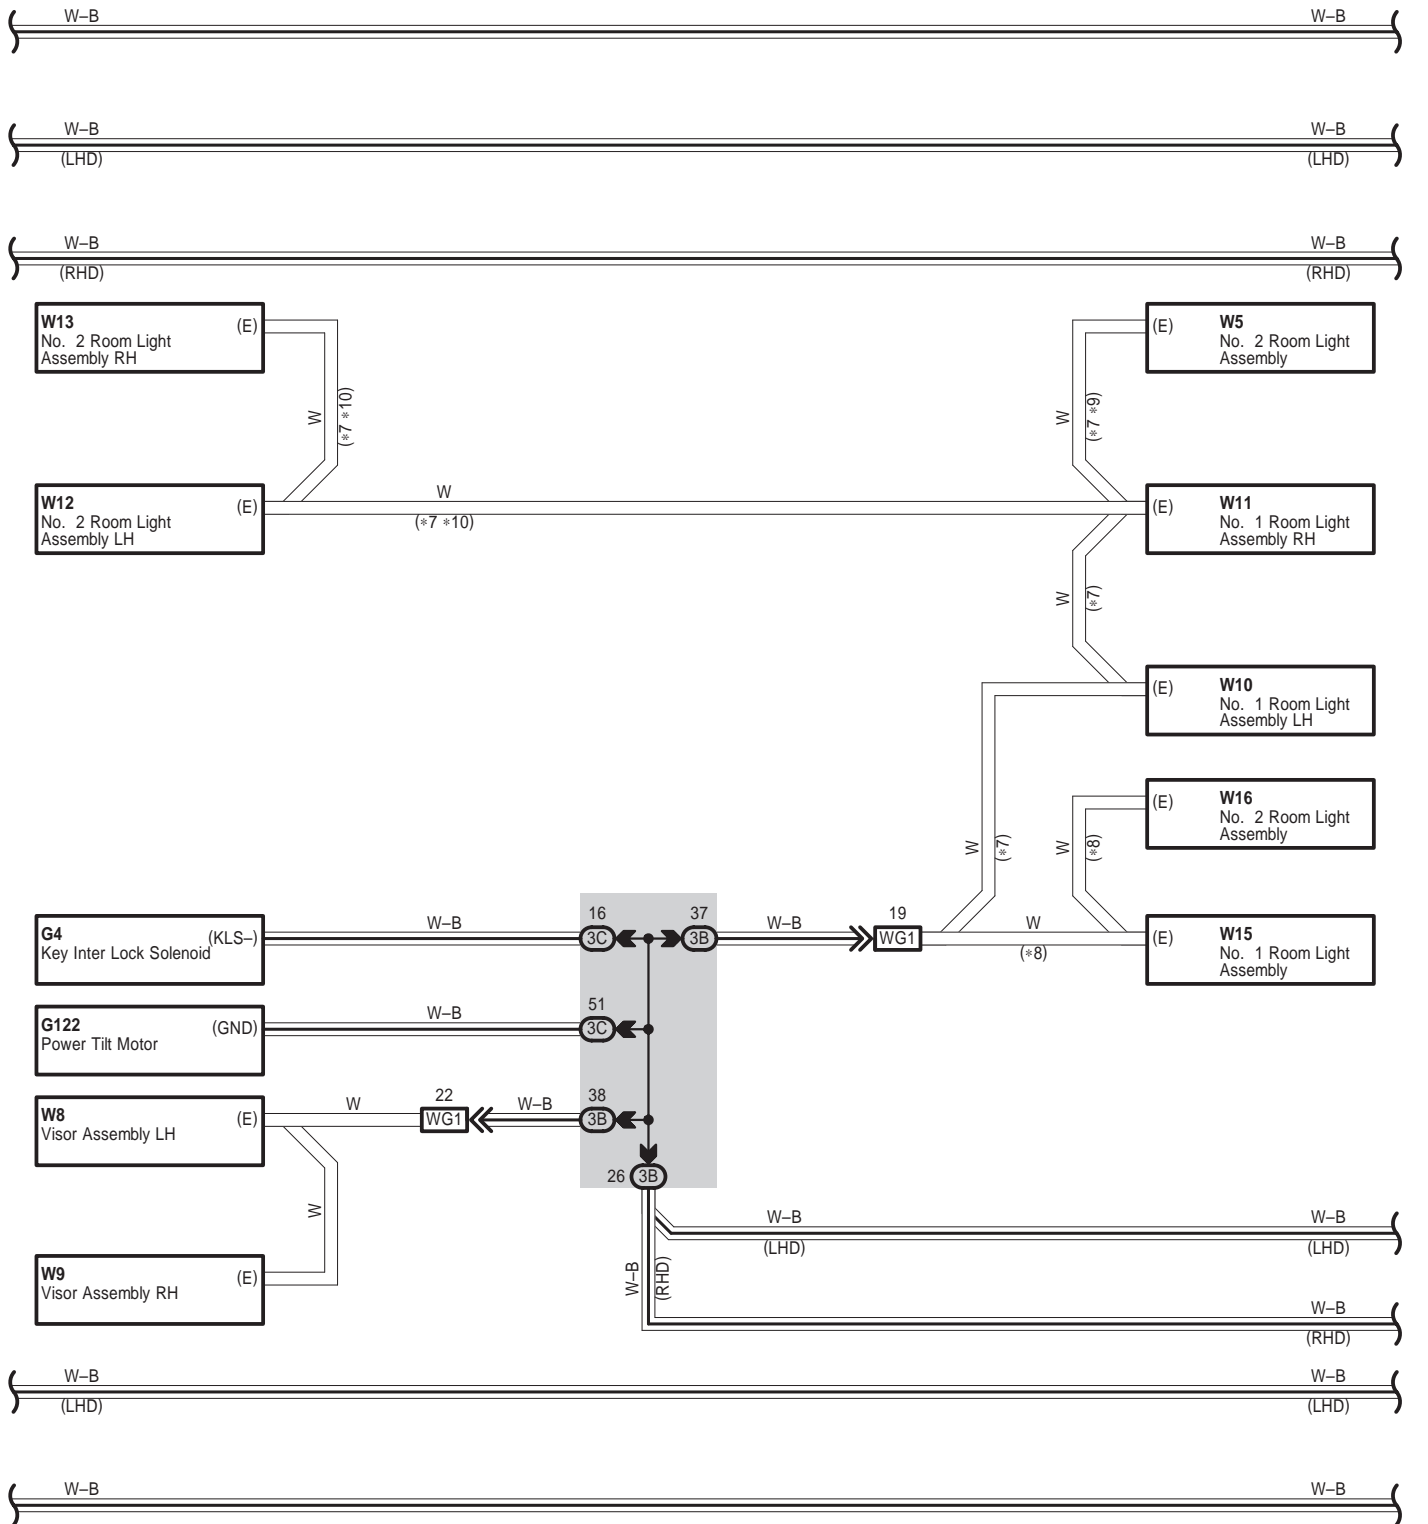 W–B W–B
W–B W–B
(LHD) (LHD)
W–B W–B
(RHD) (RHD)
W13 (E)
No. 2 Room Light
Assembly RH
(E) W5
No. 2 Room Light
Assembly
W (*7 *10)
W (*7 *9)
W12 (E)
No. 2 Room Light
Assembly LH
W
(*7 *10)
(E) W11
No. 1 Room Light
Assembly RH
W (*7)
(E) W10
No. 1 Room Light
Assembly LH
(E) W16
No. 2 Room Light
Assembly
W (*7)
W (*8)
G4 (KLS–)
Key Inter Lock Solenoid
W–B
16
3C
37
3B
W–B
19
WG1
W
(*8)
(E) W15
No. 1 Room Light
Assembly
G122 (GND)
Power Tilt Motor
W–B
51
3C
W8 (E)
Visor Assembly LH
W
22
WG1
W–B
38
3B
26 3B
W
W–B W–B
(LHD) (LHD)
W–B (RHD)
W9 (E)
Visor Assembly RH
W–B
(RHD)
W–B W–B
(LHD) (LHD)
W–B W–B